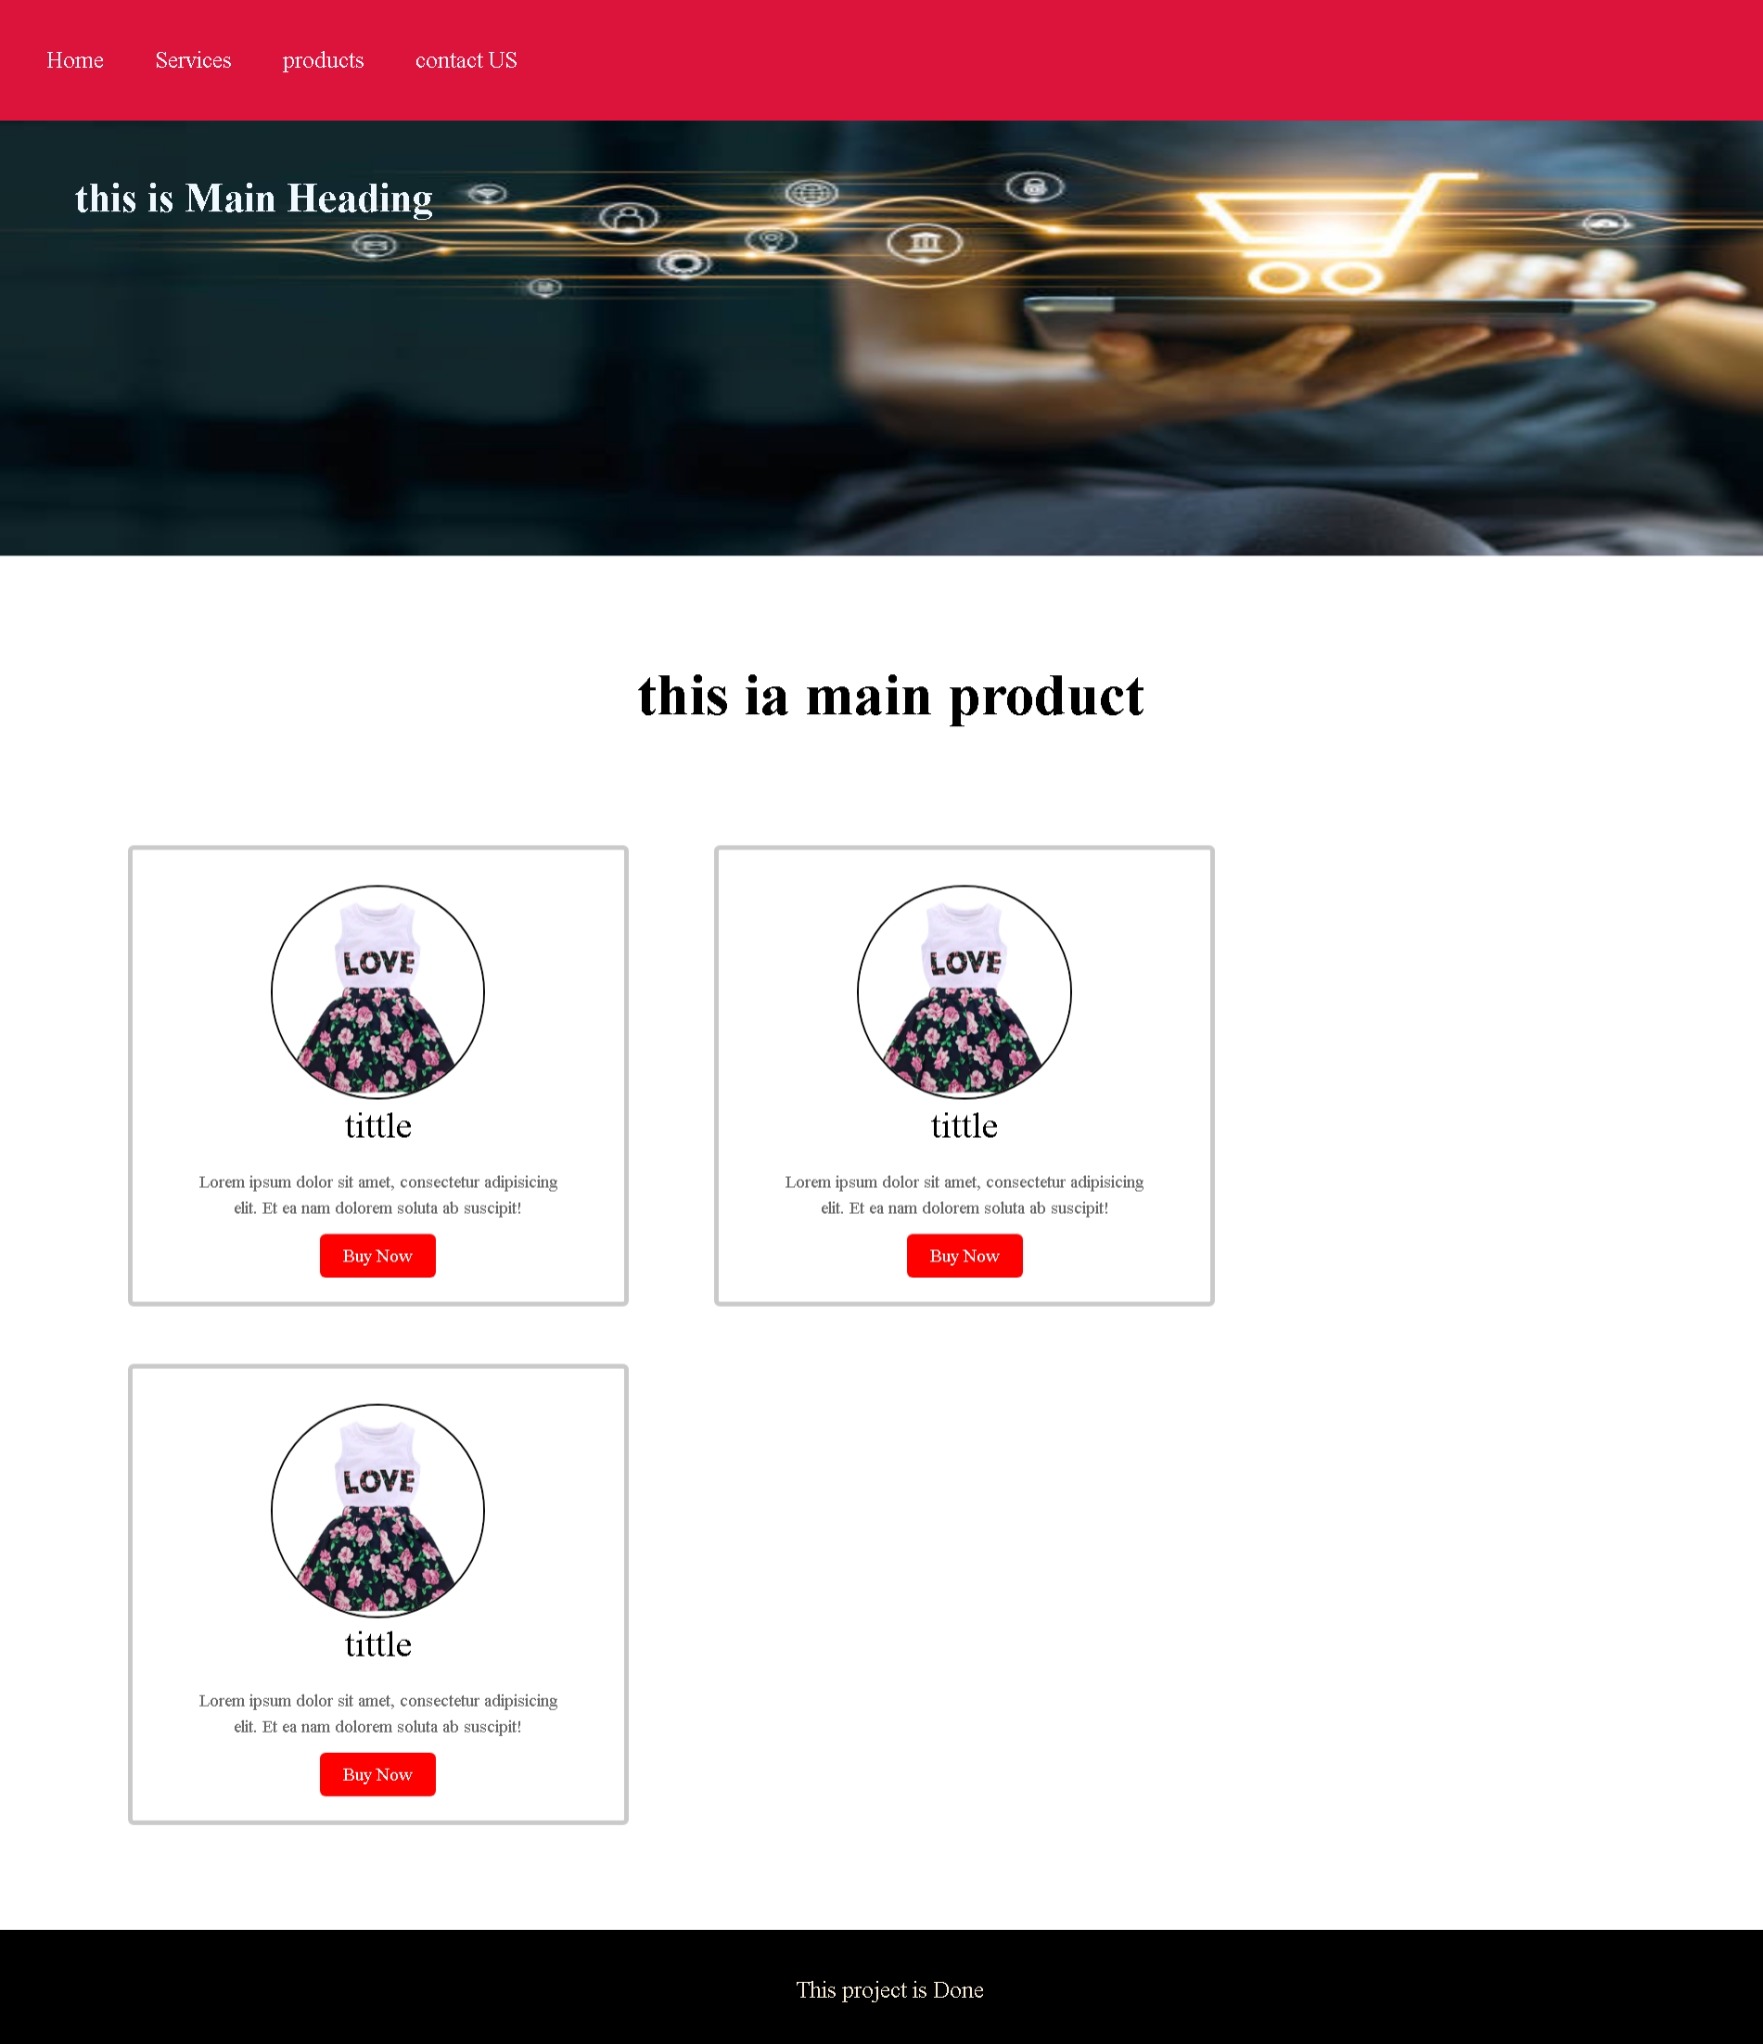 Home Services products contact US
this is Main Heading
this ia main product
LOVE
tittle
Lorem ipsum dolor sit amet, consectetur adipisicing
elit. Et ea nam dolorem soluta ab suscipit!
Buy Now
LOVE
tittle
Lorem ipsum dolor sit amet, consectetur adipisicing
elit. Et ea nam dolorem soluta ab suscipit!
Buy Now
LOVE
tittle
Lorem ipsum dolor sit amet, consectetur adipisicing
elit. Et ea nam dolorem soluta ab suscipit!
Buy Now
This project is Done